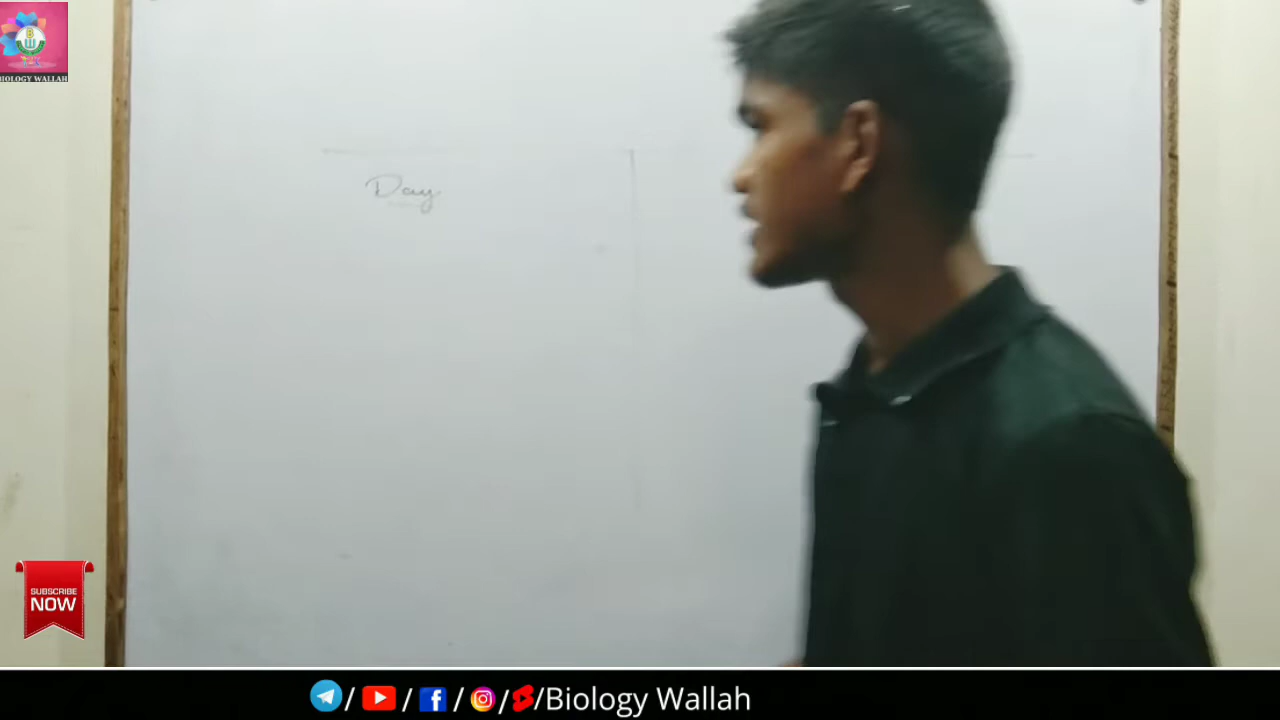 BIOLOGY WALLAH
Day
SUBSCRIBE
NOW
/ / / / /Biology Wallah